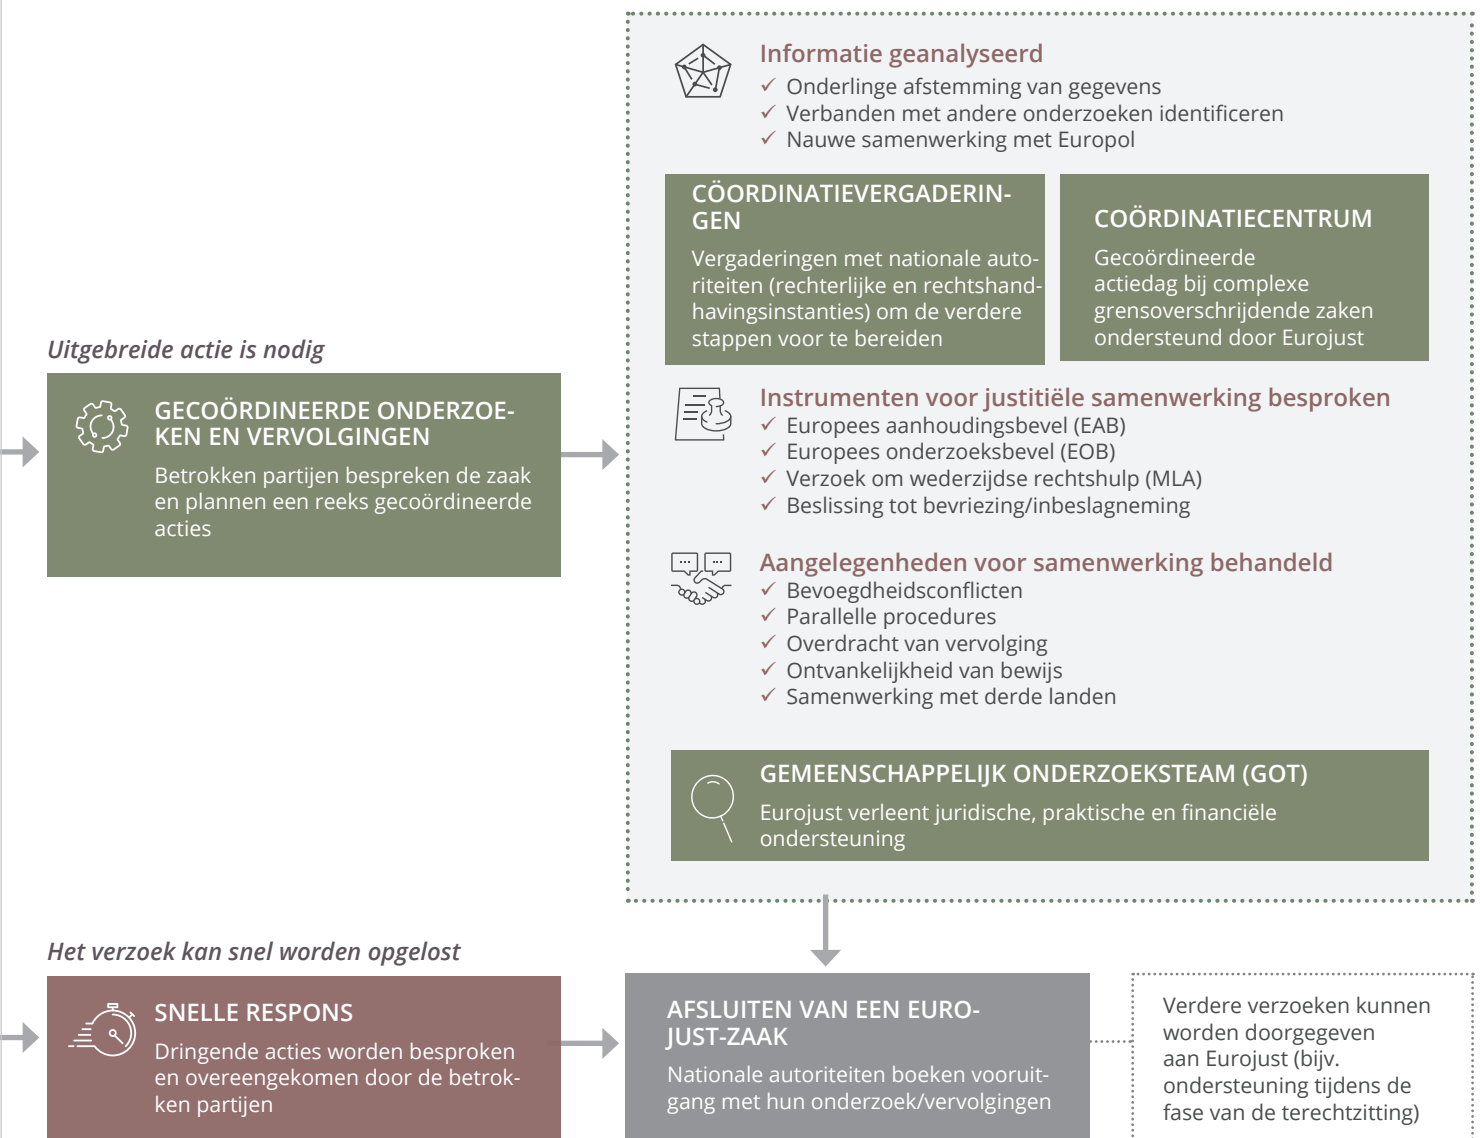 Informatie geanalyseerd
✓ Onderlinge afstemming van gegevens
✓ Verbanden met andere onderzoeken identificeren
✓ Nauwe samenwerking met Europol
CÖORDINATIEVERGADERIN-
GEN
Vergaderingen met nationale auto-
riteiten (rechterlijke en rechtshand-
havingsinstanties) om de verdere
stappen voor te bereiden
COÖRDINATIECENTRUM
Gecoördineerde
actiedag bij complexe
grensoverschrijdende zaken
ondersteund door Eurojust
Uitgebreide actie is nodig
GECOÖRDINEERDE ONDERZOE-
KEN EN VERVOLGINGEN
Betrokken partijen bespreken de zaak
en plannen een reeks gecoördineerde
acties
Instrumenten voor justitiële samenwerking besproken
✓ Europees aanhoudingsbevel (EAB)
✓ Europees onderzoeksbevel (EOB)
✓ Verzoek om wederzijdse rechtshulp (MLA)
✓ Beslissing tot bevriezing/inbeslagneming
Aangelegenheden voor samenwerking behandeld
✓ Bevoegdheidsconflicten
✓ Parallelle procedures
✓ Overdracht van vervolging
✓ Ontvankelijkheid van bewijs
✓ Samenwerking met derde landen
GEMEENSCHAPPELIJK ONDERZOEKSTEAM (GOT)
Eurojust verleent juridische, praktische en financiële
ondersteuning
Het verzoek kan snel worden opgelost
SNELLE RESPONS
Dringende acties worden besproken
en overeengekomen door de betrok-
ken partijen
AFSLUITEN VAN EEN EURO-
JUST-ZAAK
Nationale autoriteiten boeken vooruit-
gang met hun onderzoek/vervolgingen
Verdere verzoeken kunnen
worden doorgegeven
aan Eurojust (bijv.
ondersteuning tijdens de
fase van de terechtzitting)